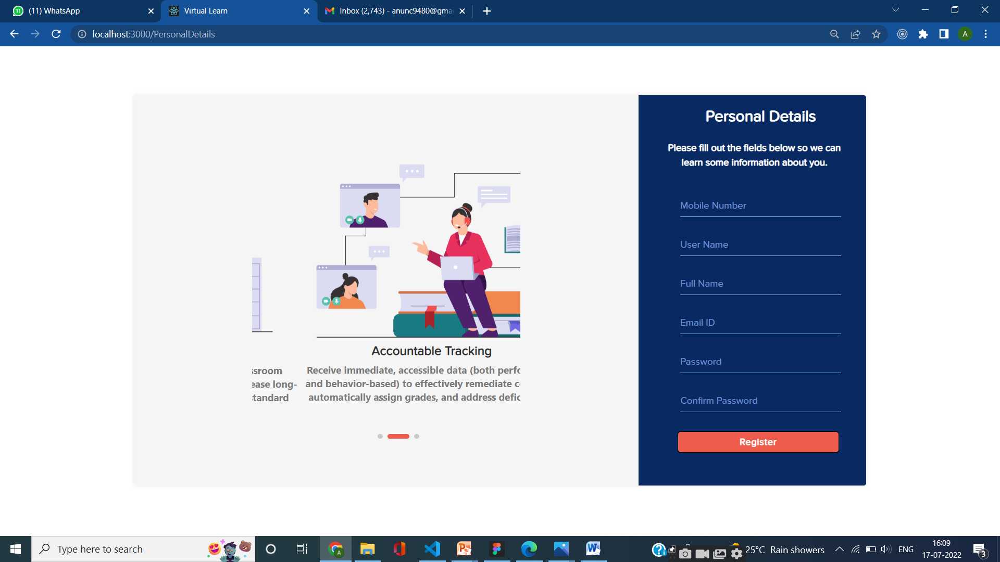 (11) WhatsApp
Virtual Learn
Inbox (2,743) - anunc9480@gma
localhost:3000/PersonalDetails
A
Personal Details
Please fill out the fields below so we can
learn some information about you.
Mobile Number
User Name
Full Name
Email ID
Password
Confirm Password
Register
Accountable Tracking
ssroom
ease long-
standard
Receive immediate, accessible data (both perfo
and behavior-based) to effectively remediate co
automatically assign grades, and address defic
Type here to search
25°C Rain showers
ENG
16:09
17-07-2022
3